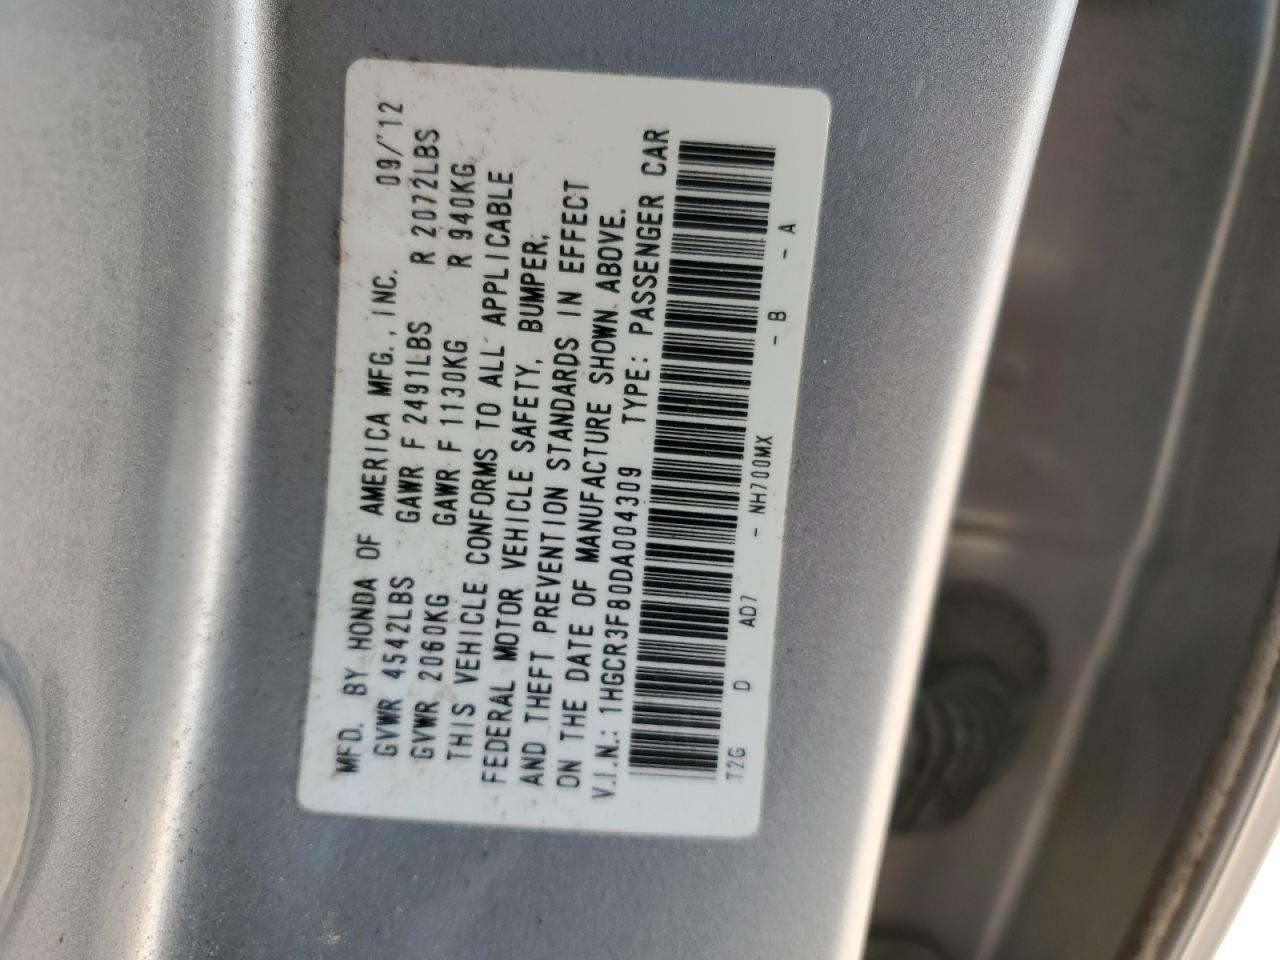 MFD. BY HONDA OF AMERICA MFG., INC. 09/'12
GVWR 4542LBS GAWR F 2491LBS R 2072LBS
GVWR 2060KG GAWR F 1130KG R 940KG
THIS VEHICLE CONFORMS TO ALL APPLICABLE
FEDERAL MOTOR VEHICLE SAFETY, BUMPER,
AND THEFT PREVENTION STANDARDS IN EFFECT
ON THE DATE OF MANUFACTURE SHOWN ABOVE.
V.I.N.: 1HGCR3F80DA004309 TYPE: PASSENGER CAR
T2G D AD7 - NH700MX - B - A